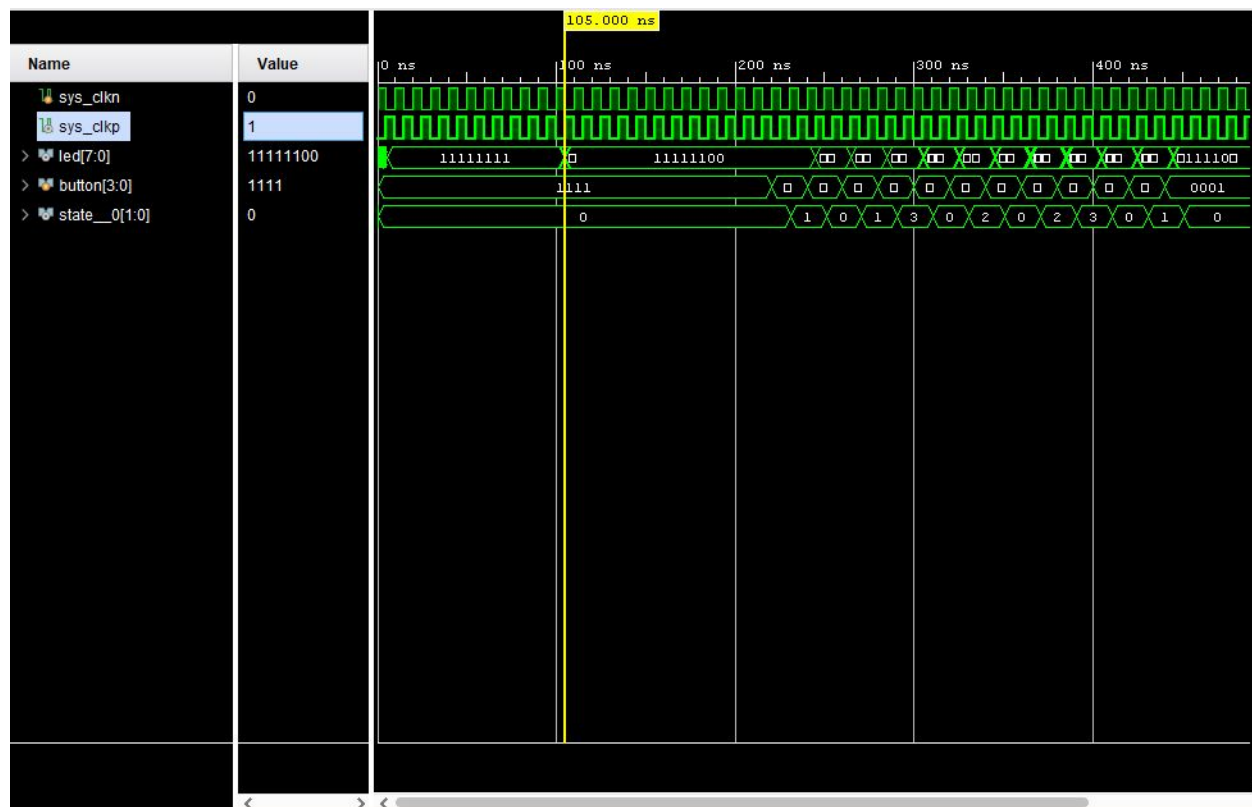 105.000 ns
Name Value 0 ns 100 ns 200 ns 300 ns 400 ns
sys_clkn 0
sys_clkp 1
led[7:0] 11111100 11111111 11111100 111100
button[3:0] 1111 1111 0001
state__0[1:0] 0 0 1 0 1 3 0 2 0 2 3 0 1 0